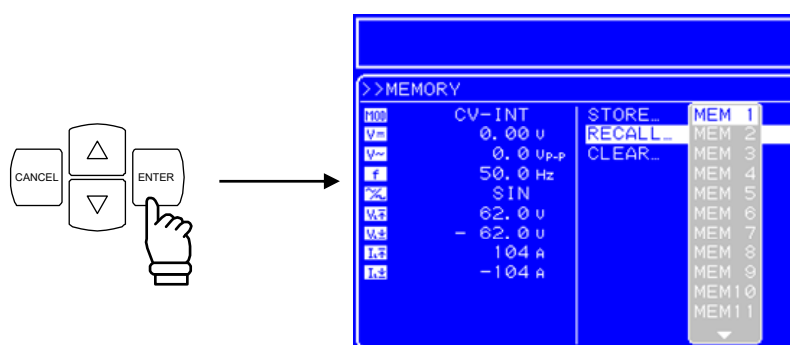 CANCEL
ENTER
>>MEMORY
MOD CV-INT
V= 0.00 V
V~ 0.0 Vp-p
f 50.0 Hz
SIN
62.0 V
- 62.0 V
104 A
-104 A
STORE…
RECALL…
CLEAR…
MEM 1
MEM 2
MEM 3
MEM 4
MEM 5
MEM 6
MEM 7
MEM 8
MEM 9
MEM10
MEM11